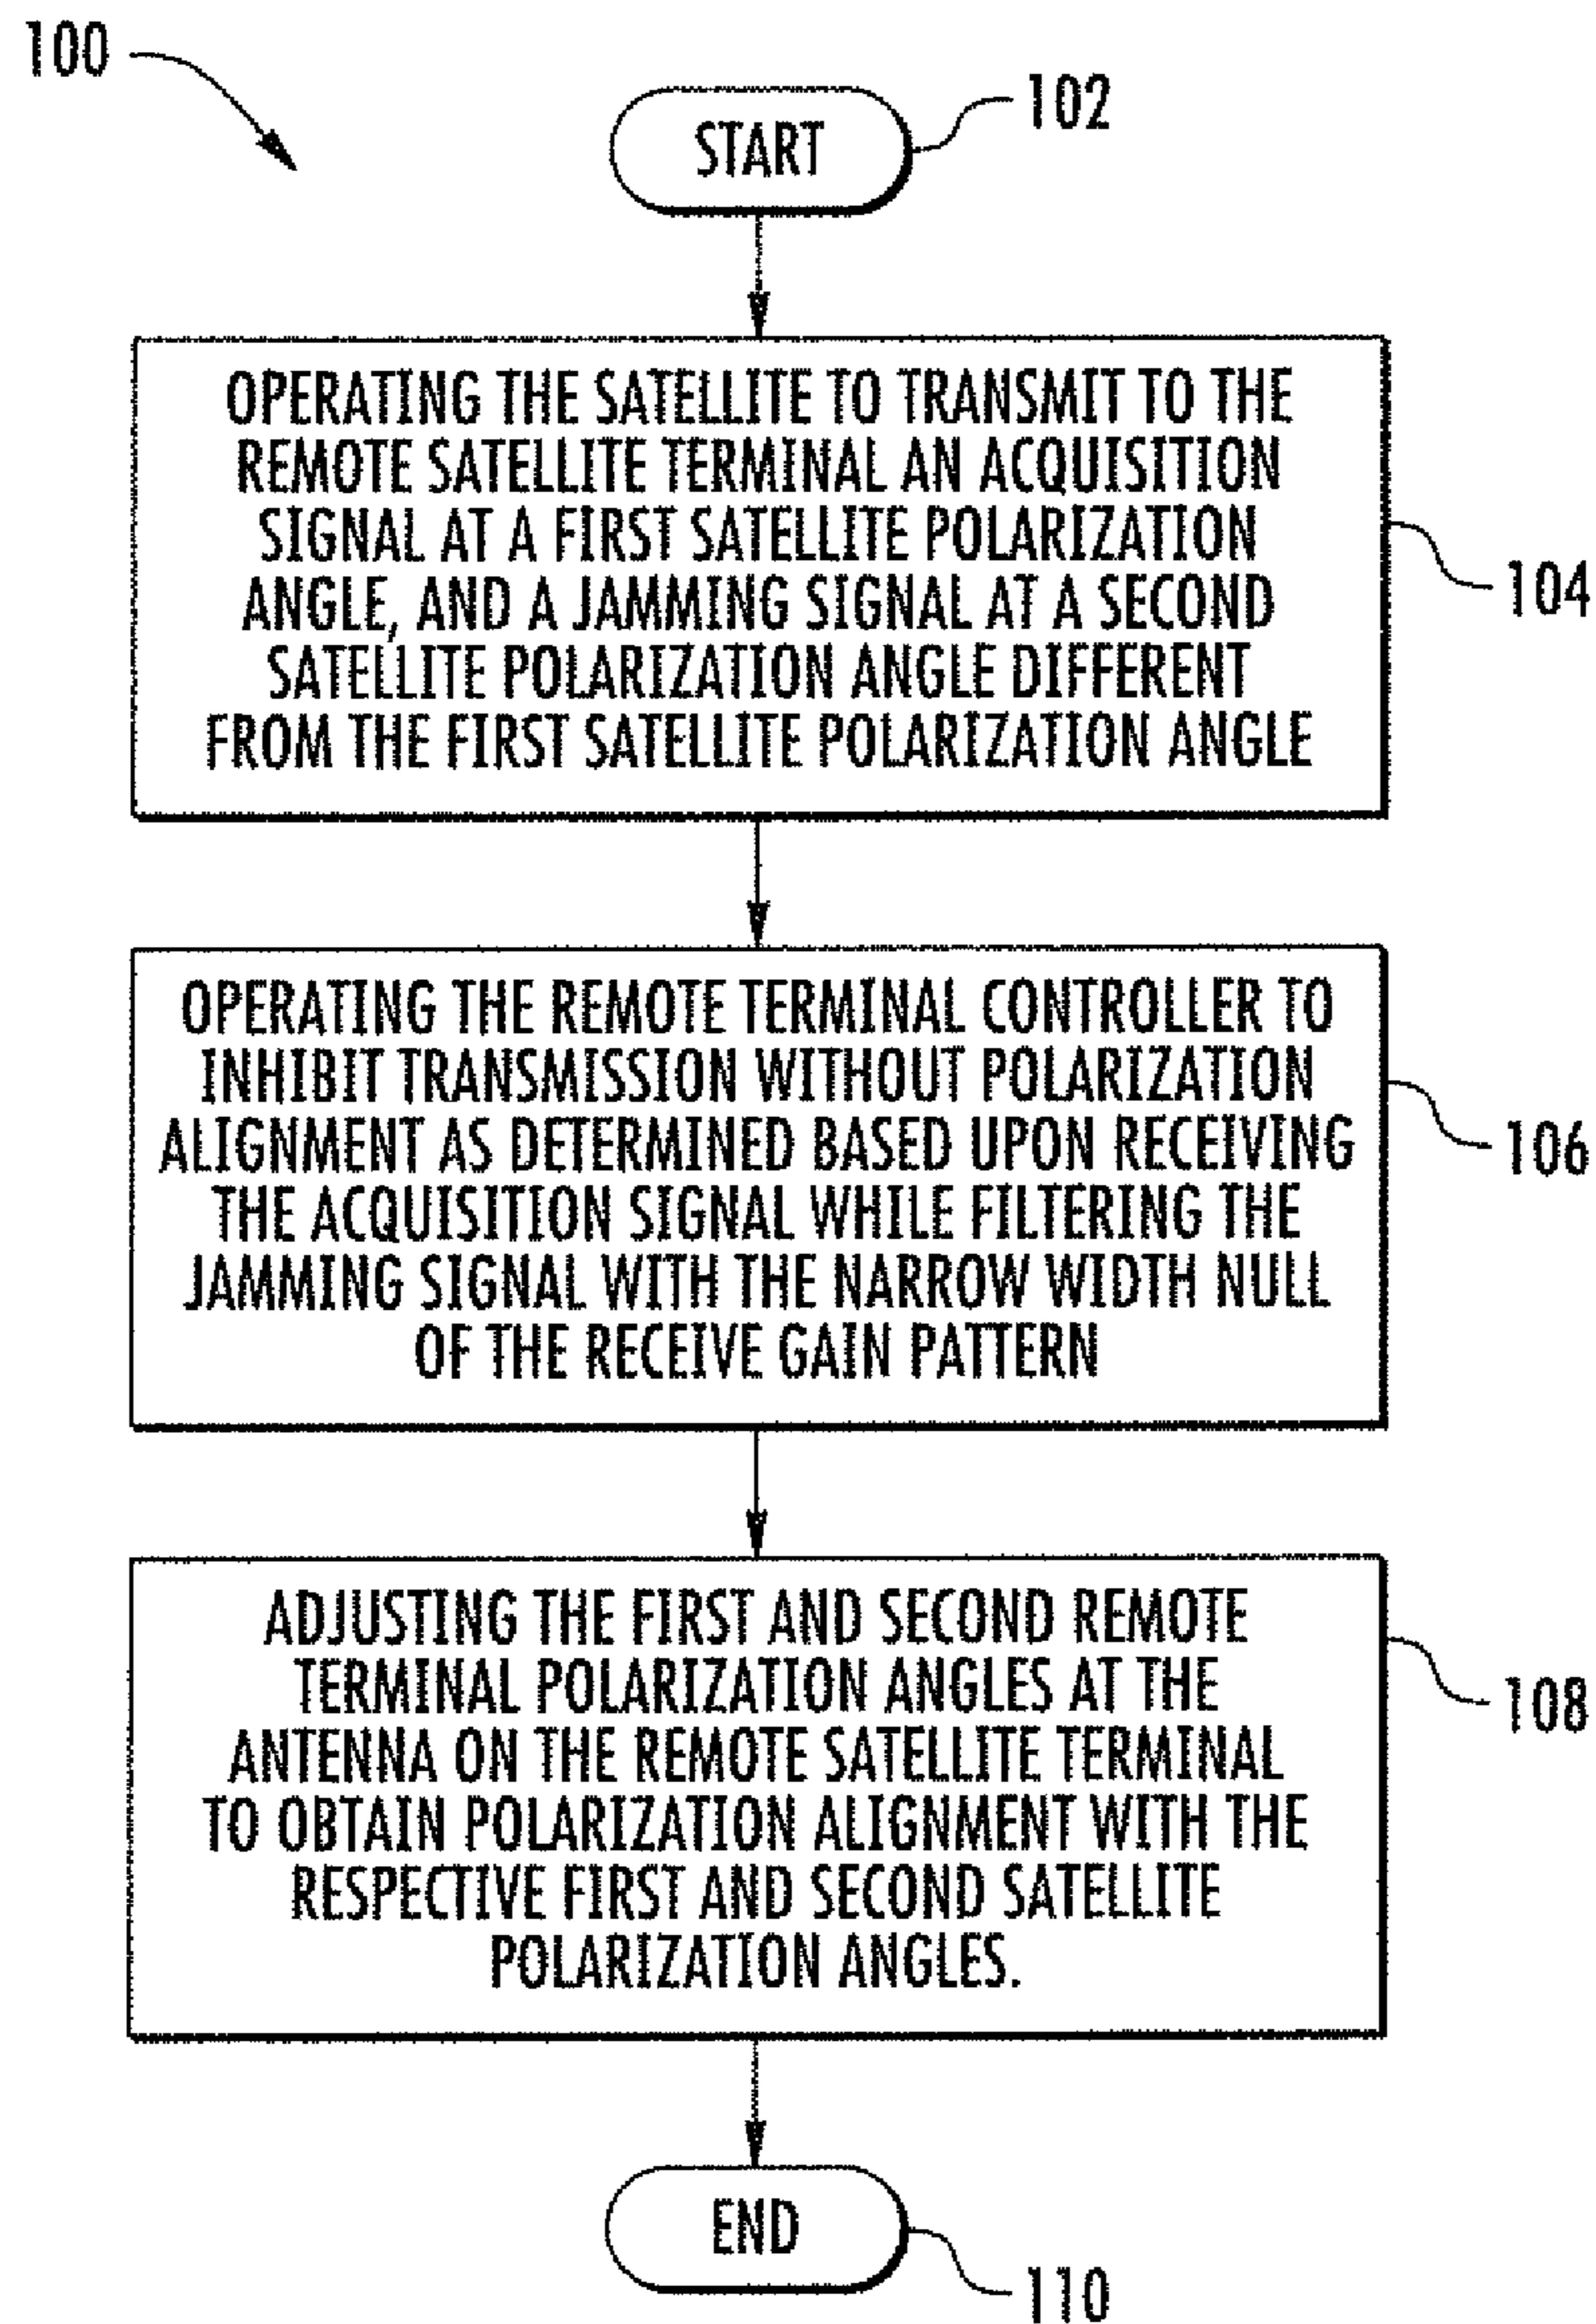 100
START
102
OPERATING THE SATELLITE TO TRANSMIT TO THE
REMOTE SATELLITE TERMINAL AN ACQUISITION
SIGNAL AT A FIRST SATELLITE POLARIZATION
ANGLE, AND A JAMMING SIGNAL AT A SECOND
SATELLITE POLARIZATION ANGLE DIFFERENT
FROM THE FIRST SATELLITE POLARIZATION ANGLE
104
OPERATING THE REMOTE TERMINAL CONTROLLER TO
INHIBIT TRANSMISSION WITHOUT POLARIZATION
ALIGNMENT AS DETERMINED BASED UPON RECEIVING
THE ACQUISITION SIGNAL WHILE FILTERING THE
JAMMING SIGNAL WITH THE NARROW WIDTH NULL
OF THE RECEIVE GAIN PATTERN
106
ADJUSTING THE FIRST AND SECOND REMOTE
TERMINAL POLARIZATION ANGLES AT THE
ANTENNA ON THE REMOTE SATELLITE TERMINAL
TO OBTAIN POLARIZATION ALIGNMENT WITH THE
RESPECTIVE FIRST AND SECOND SATELLITE
POLARIZATION ANGLES.
108
END
110